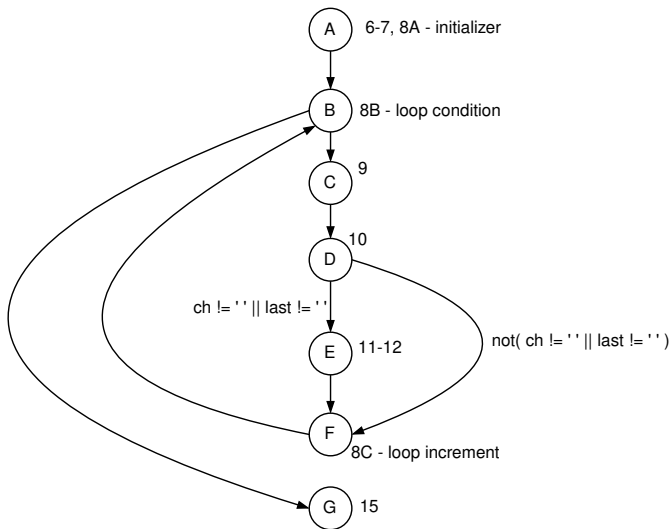 A
6-7, 8A - initializer
B
8B - loop condition
9
C
10
D
ch != ' ' || last != ' '
not( ch != ' ' || last != ' ' )
E
11-12
F
8C - loop increment
G
15